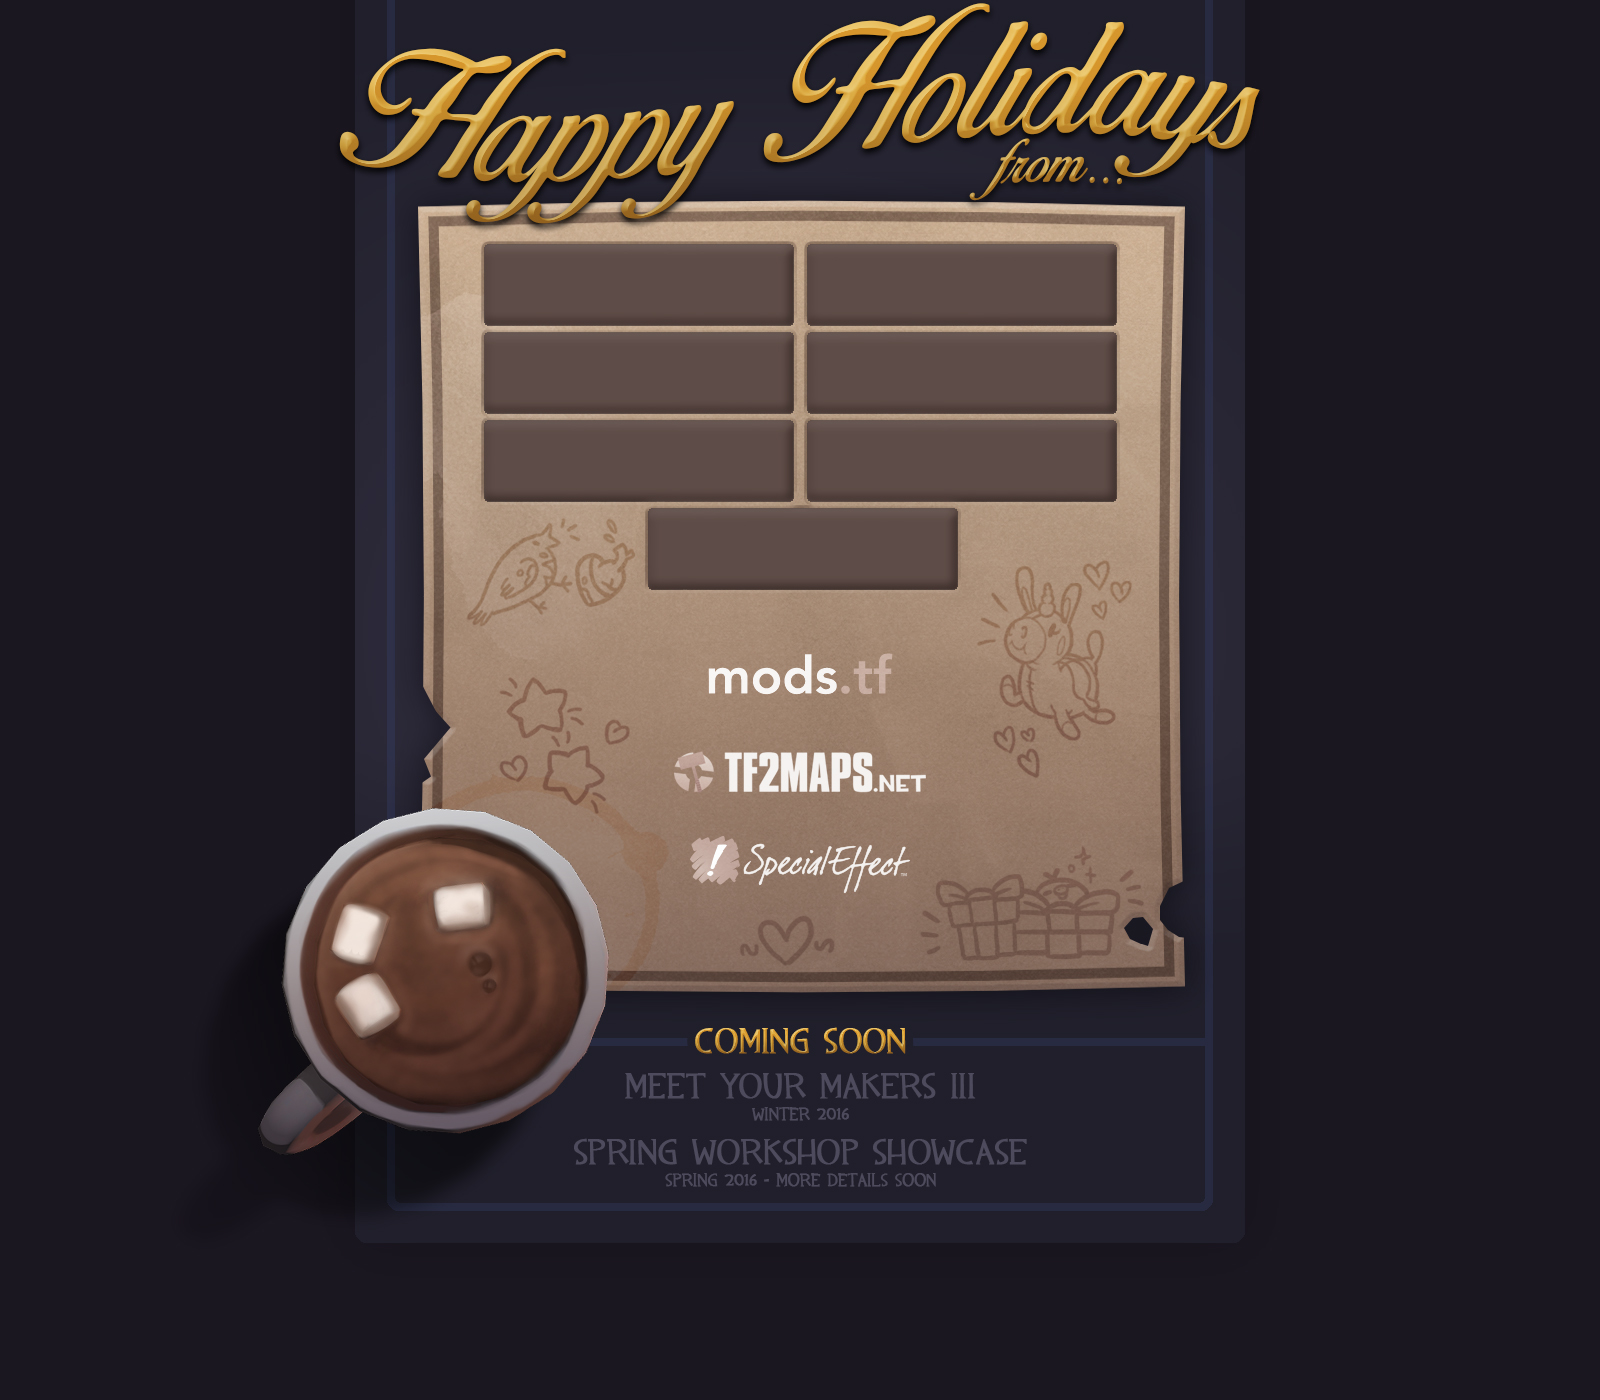 Happy Holidays
from...
mods.tf
TF2MAPS.NET
! SpecialEffect™
COMING SOON
MEET YOUR MAKERS III
WINTER 2016
SPRING WORKSHOP SHOWCASE
SPRING 2016 - MORE DETAILS SOON